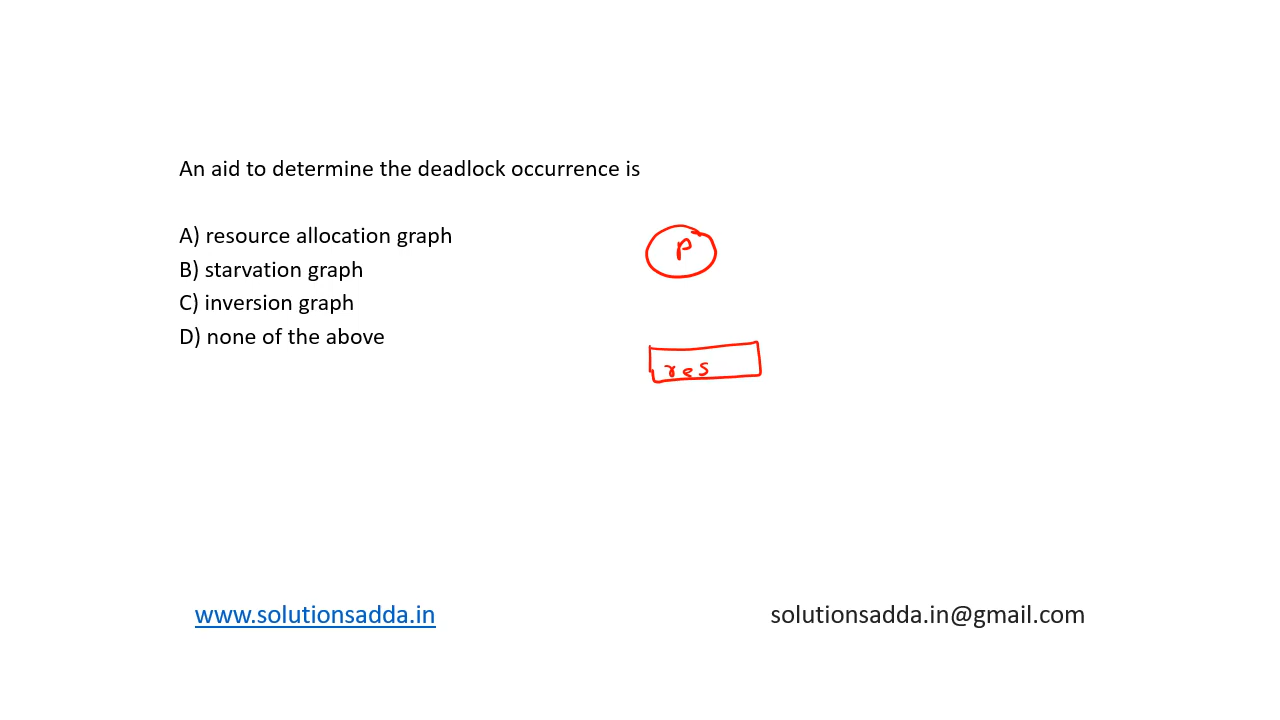 An aid to determine the deadlock occurrence is
A) resource allocation graph
B) starvation graph
C) inversion graph
D) none of the above
P
res
www.solutionsadda.in
solutionsadda.in@gmail.com